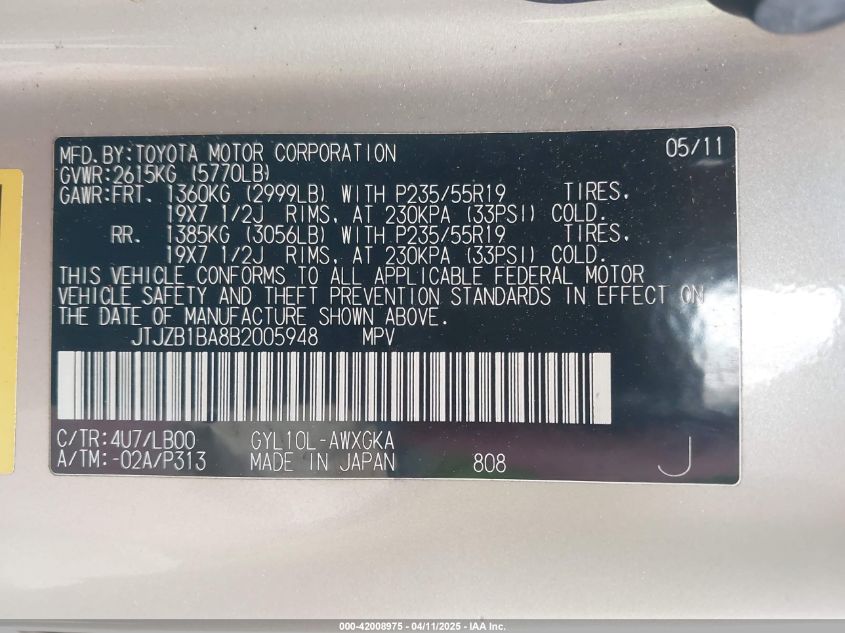 MFD. BY: TOYOTA MOTOR CORPORATION 05/11
GVWR: 2615KG (5770LB)
GAWR: FRT. 1360KG (2999LB) WITH P235/55R19 TIRES,
19X7 1/2J RIMS, AT 230KPA (33PSI) COLD.
RR. 1385KG (3056LB) WITH P235/55R19 TIRES,
19X7 1/2J RIMS, AT 230KPA (33PSI) COLD.
THIS VEHICLE CONFORMS TO ALL APPLICABLE FEDERAL MOTOR
VEHICLE SAFETY AND THEFT PREVENTION STANDARDS IN EFFECT ON
THE DATE OF MANUFACTURE SHOWN ABOVE.
JTJZB1BA8B2005948 MPV
C/TR: 4U7/LB00 GYL10L-AWXGKA
A/TM: -02A/P313 MADE IN JAPAN 808 J
000-42008975 - 04/11/2025 - IAA Inc.